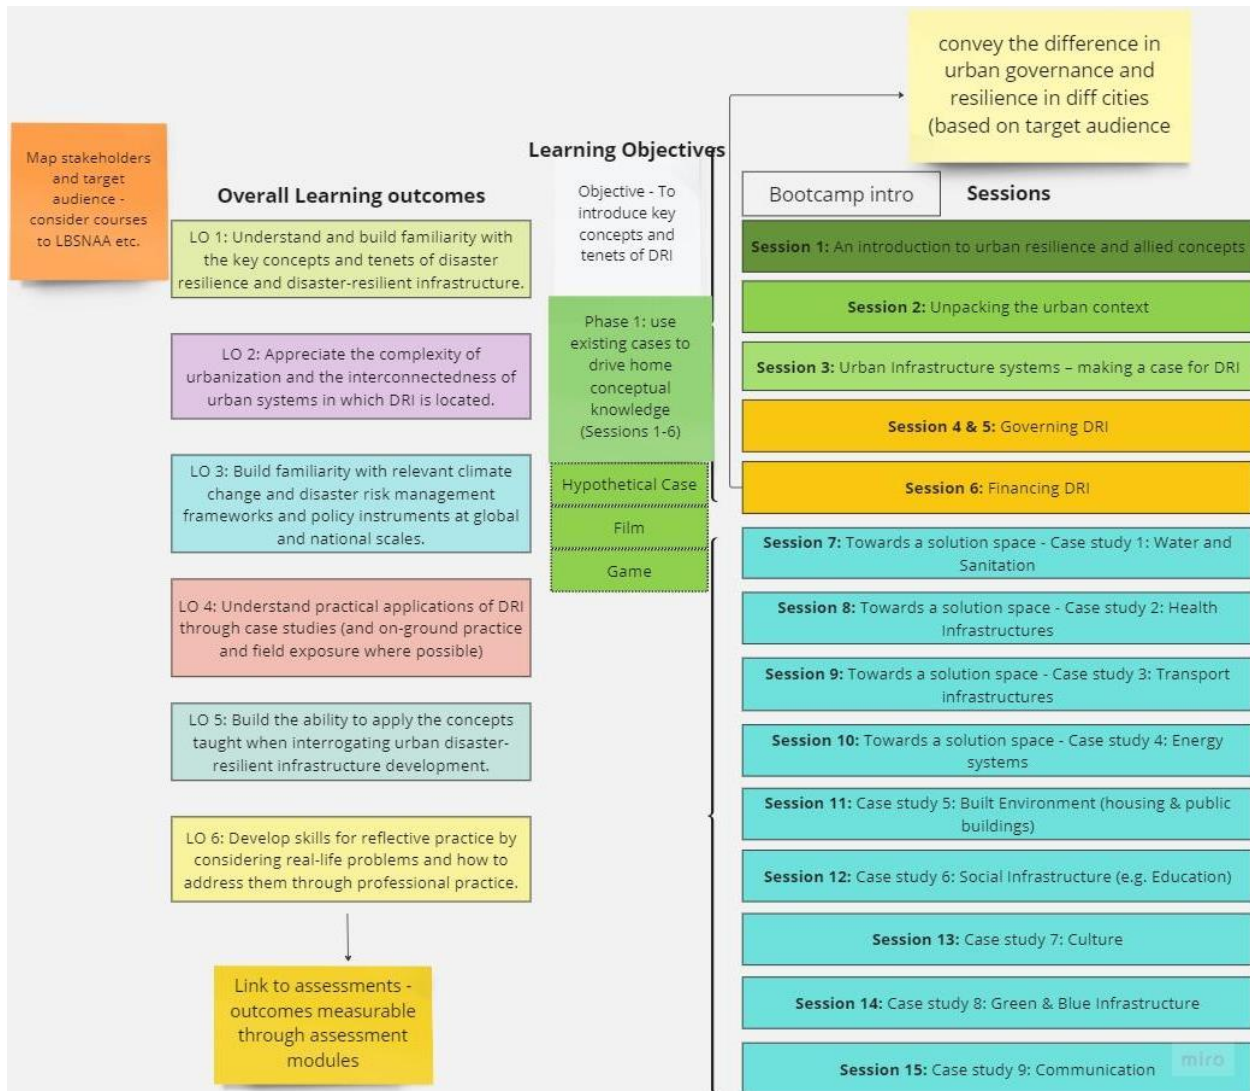 convey the difference in
urban governance and
resilience in diff cities
(based on target audience
Map stakeholders
and target
audience -
consider courses
to LBSNAA etc.
Overall Learning outcomes
LO 1: Understand and build familiarity with
the key concepts and tenets of disaster
resilience and disaster-resilient infrastructure.
LO 2: Appreciate the complexity of
urbanization and the interconnectedness of
urban systems in which DRI is located.
LO 3: Build familiarity with relevant climate
change and disaster risk management
frameworks and policy instruments at global
and national scales.
LO 4: Understand practical applications of DRI
through case studies (and on-ground practice
and field exposure where possible)
LO 5: Build the ability to apply the concepts
taught when interrogating urban disaster-
resilient infrastructure development.
LO 6: Develop skills for reflective practice by
considering real-life problems and how to
address them through professional practice.
Link to assessments -
outcomes measurable
through assessment
modules
Learning Objectives
Objective - To
introduce key
concepts and
tenets of DRI
Phase 1: use
existing cases to
drive home
conceptual
knowledge
(Sessions 1-6)
Hypothetical Case
Film
Game
Bootcamp intro
Sessions
Session 1: An introduction to urban resilience and allied concepts
Session 2: Unpacking the urban context
Session 3: Urban Infrastructure systems – making a case for DRI
Session 4 & 5: Governing DRI
Session 6: Financing DRI
Session 7: Towards a solution space - Case study 1: Water and
Sanitation
Session 8: Towards a solution space - Case study 2: Health
Infrastructures
Session 9: Towards a solution space - Case study 3: Transport
infrastructures
Session 10: Towards a solution space - Case study 4: Energy
systems
Session 11: Case study 5: Built Environment (housing & public
buildings)
Session 12: Case study 6: Social Infrastructure (e.g. Education)
Session 13: Case study 7: Culture
Session 14: Case study 8: Green & Blue Infrastructure
Session 15: Case study 9: Communication
miro